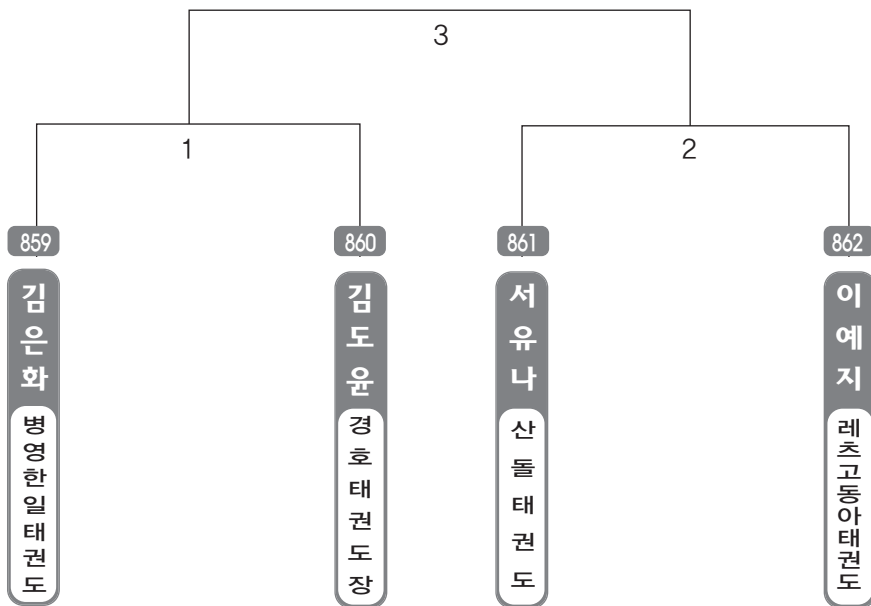 3
1
2
859
860
861
862
김은화
김도윤
서유나
이예지
병영한일태권도
경호태권도장
산돌태권도
레츠고동아태권도